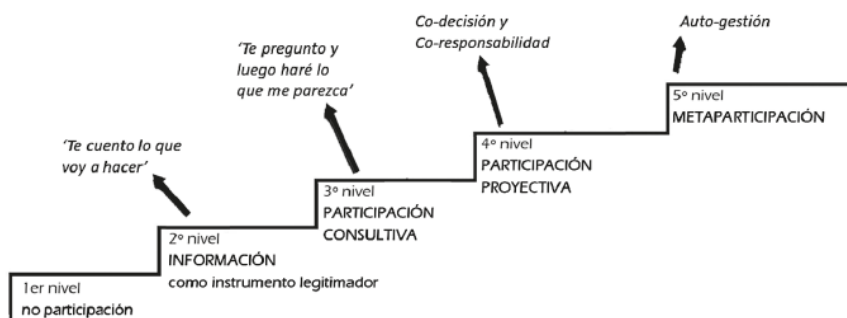 1er nivel
no participación
'Te cuento lo que
voy a hacer'
2º nivel
INFORMACIÓN
como instrumento legitimador
'Te pregunto y
luego haré lo
que me parezca'
3º nivel
PARTICIPACIÓN
CONSULTIVA
Co-decisión y
Co-responsabilidad
4º nivel
PARTICIPACIÓN
PROYECTIVA
Auto-gestión
5º nivel
METAPARTICIPACIÓN